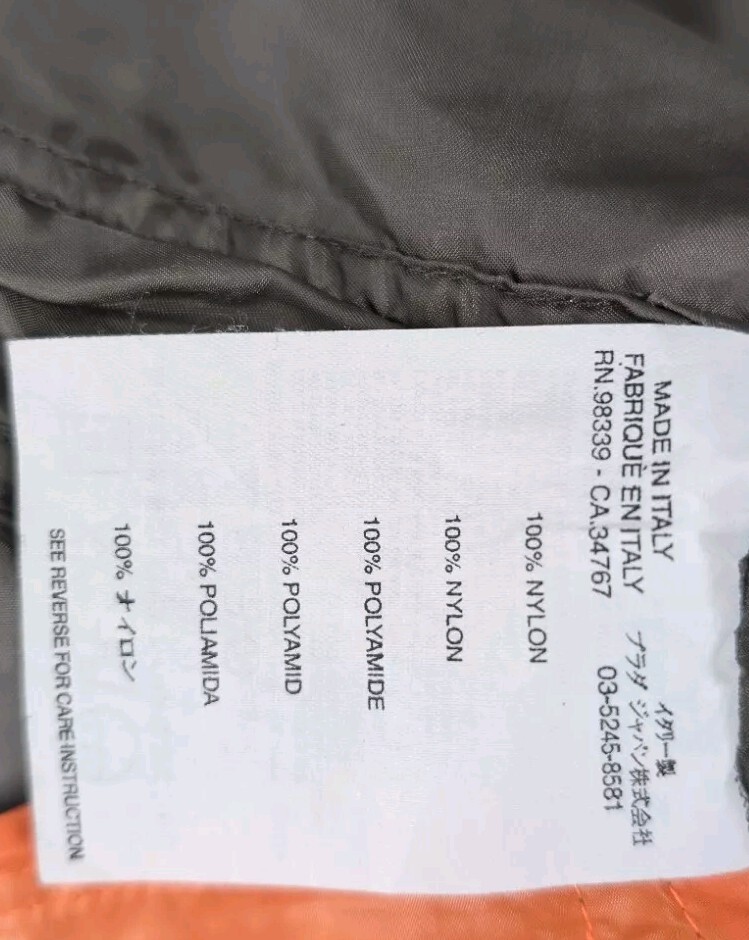 MADE IN ITALY イタリー製
FABRIQUÈ EN ITALY プラダ ジャパン株式会社
RN.98339 - CA.34767 03-5245-8581
100% NYLON
100% NYLON
100% POLYAMIDE
100% POLYAMID
100% POLIAMIDA
100% ナイロン
SEE REVERSE FOR CARE INSTRUCTION